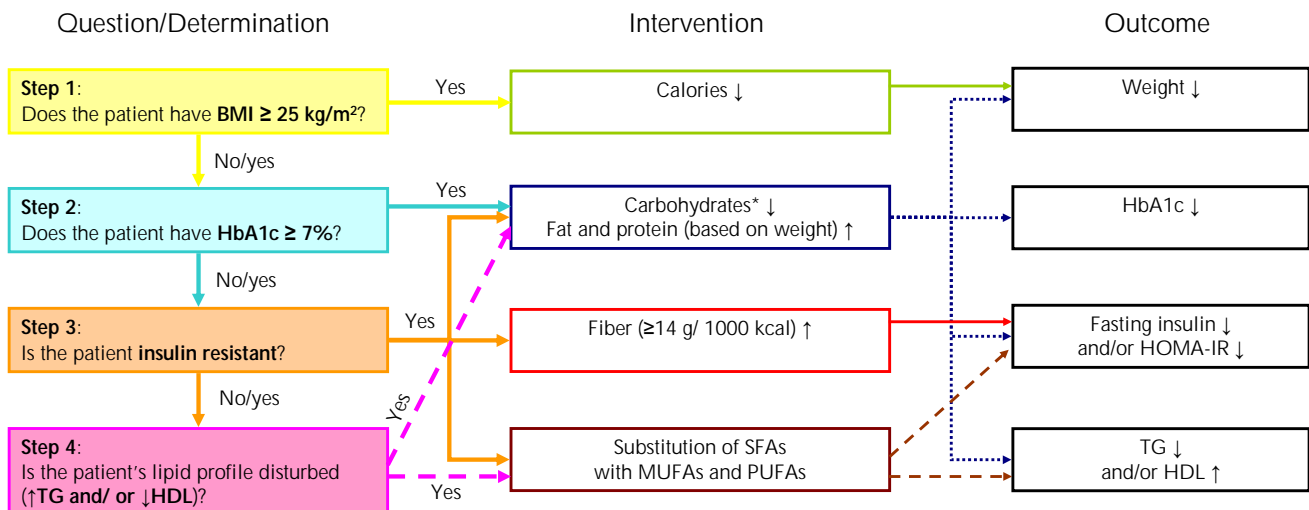 Question/Determination
Intervention
Outcome
Step 1:
Does the patient have BMI ≥ 25 kg/m²?
Yes
Calories ↓
Weight ↓
No/yes
Step 2:
Does the patient have HbA1c ≥ 7%?
Yes
Carbohydrates* ↓
Fat and protein (based on weight) ↑
HbA1c ↓
No/yes
Step 3:
Is the patient insulin resistant?
Yes
Fiber (≥14 g/ 1000 kcal) ↑
Fasting insulin ↓
and/or HOMA-IR ↓
No/yes
Yes
Step 4:
Is the patient's lipid profile disturbed
(↑TG and/ or ↓HDL)?
Yes
Substitution of SFAs
with MUFAs and PUFAs
TG ↓
and/or HDL ↑